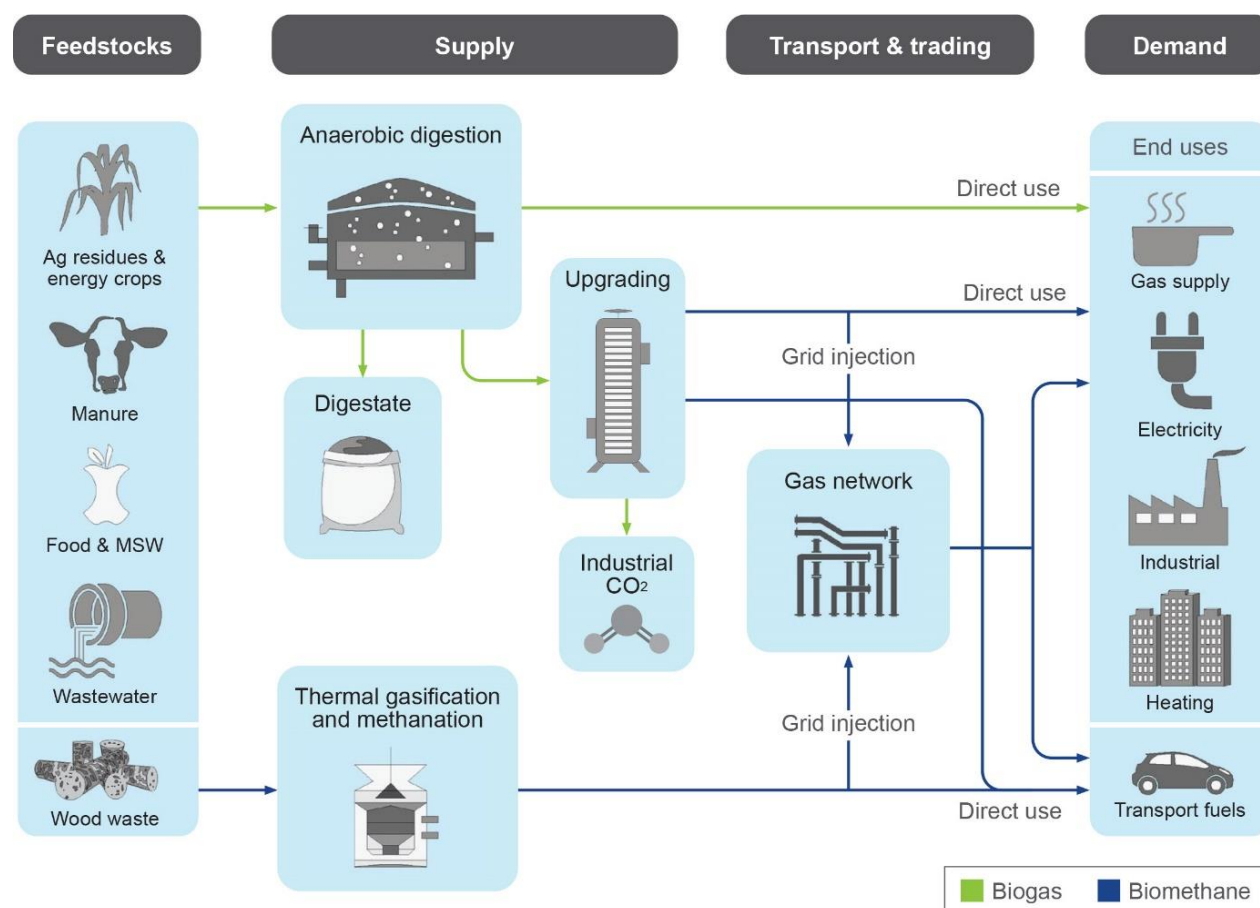 Feedstocks
Supply
Transport & trading
Demand
Ag residues &
energy crops
Manure
Food & MSW
Wastewater
Wood waste
Anaerobic digestion
Digestate
Upgrading
Industrial
CO₂
Thermal gasification
and methanation
Direct use
Direct use
Grid injection
Gas network
Grid injection
Direct use
End uses
Gas supply
Electricity
Industrial
Heating
Transport fuels
Biogas
Biomethane